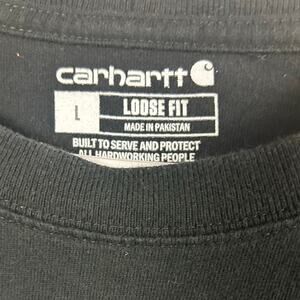 carhartt
L
LOOSE FIT
MADE IN PAKISTAN
BUILT TO SERVE AND PROTECT
ALL HARDWORKING PEOPLE